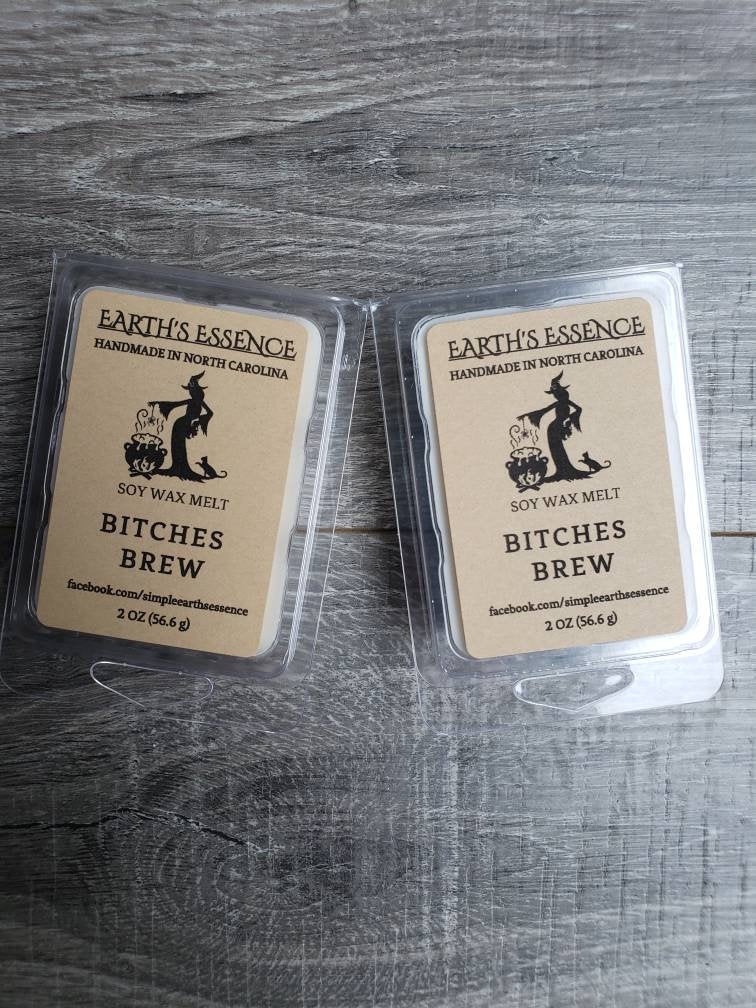 EARTH'S ESSENCE
HANDMADE IN NORTH CAROLINA
SOY WAX MELT
BITCHES
BREW
facebook.com/simpleearthsessence
2 OZ (56.6 g)
EARTH'S ESSENCE
HANDMADE IN NORTH CAROLINA
SOY WAX MELT
BITCHES
BREW
facebook.com/simpleearthsessence
2 OZ (56.6 g)